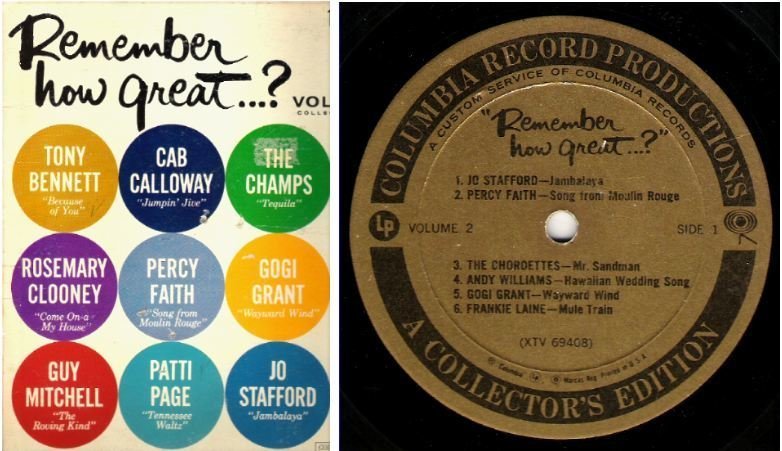 Remember
how great...?
VOL
TONY
BENNETT
"Because
of You"
CAB
CALLOWAY
"Jumpin' Jive"
THE
CHAMPS
"Tequila"
ROSEMARY
CLOONEY
"Come On-a
My House"
PERCY
FAITH
"Song from
Moulin Rouge"
GOGI
GRANT
"Wayward Wind"
GUY
MITCHELL
"The
Roving Kind"
PATTI
PAGE
"Tennessee
Waltz"
JO
STAFFORD
"Jambalaya"
COLUMBIA RECORD PRODUCTIONS
A CUSTOM SERVICE OF COLUMBIA RECORDS
"Remember
how great...?"
1. JO STAFFORD—Jambalaya
2. PERCY FAITH—Song from Moulin Rouge
Lp VOLUME 2 SIDE 1
3. THE CHORDETTES—Mr. Sandman
4. ANDY WILLIAMS—Hawaiian Wedding Song
5. GOGI GRANT—Wayward Wind
6. FRANKIE LAINE—Mule Train
(XTV 69408)
Marcas Reg. Printed in U.S.A.
A COLLECTOR'S EDITION